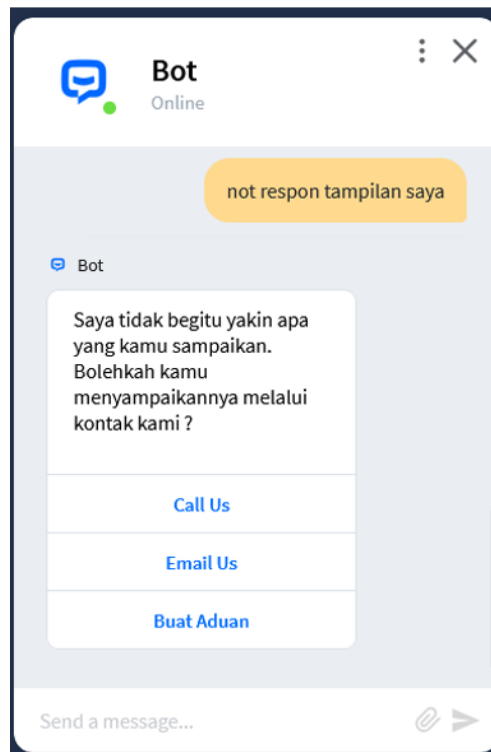 Bot
Online
not respon tampilan saya
Bot
Saya tidak begitu yakin apa
yang kamu sampaikan.
Bolehkah kamu
menyampaikannya melalui
kontak kami ?
Call Us
Email Us
Buat Aduan
Send a message...